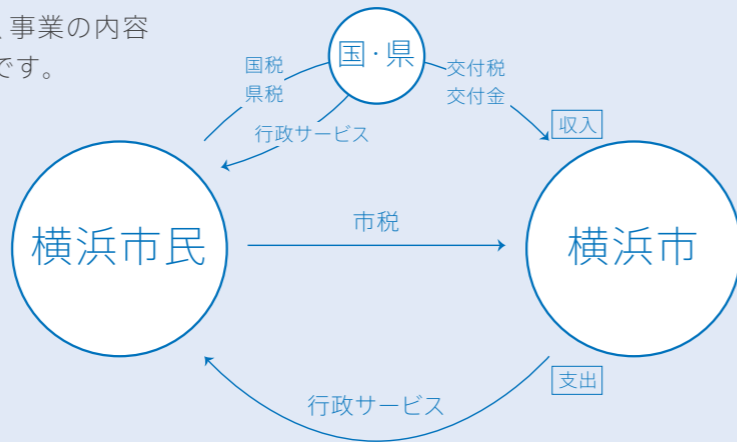 、事業の内容
です。
国・県
国税
県税
交付税
交付金
収入
行政サービス
市税
横浜市民
横浜市
支出
行政サービス